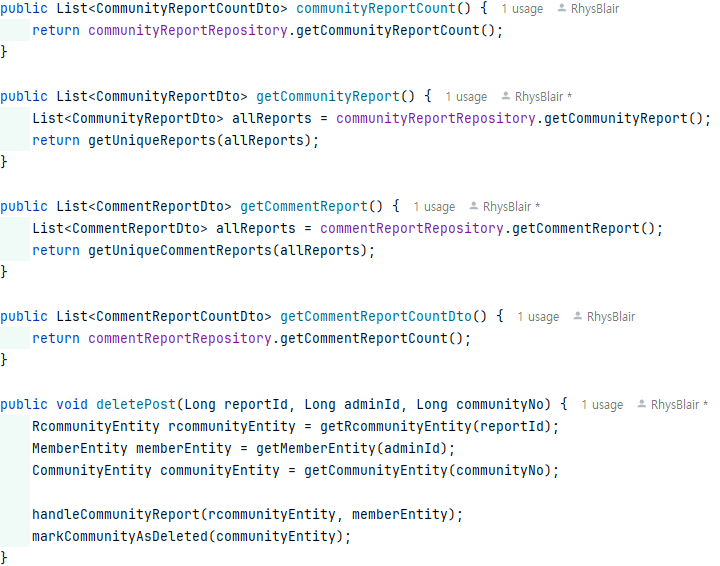 public List<CommunityReportCountDto> communityReportCount() { 1 usage RhysBlair
return communityReportRepository.getCommunityReportCount();
}
public List<CommunityReportDto> getCommunityReport() { 1 usage RhysBlair *
List<CommunityReportDto> allReports = communityReportRepository.getCommunityReport();
return getUniqueReports(allReports);
}
public List<CommentReportDto> getCommentReport() { 1 usage RhysBlair *
List<CommentReportDto> allReports = commentReportRepository.getCommentReport();
return getUniqueCommentReports(allReports);
}
public List<CommentReportCountDto> getCommentReportCountDto() { 1 usage RhysBlair
return commentReportRepository.getCommentReportCount();
}
public void deletePost(Long reportId, Long adminId, Long communityNo) { 1 usage RhysBlair *
RcommunityEntity rcommunityEntity = getRcommunityEntity(reportId);
MemberEntity memberEntity = getMemberEntity(adminId);
CommunityEntity communityEntity = getCommunityEntity(communityNo);
handleCommunityReport(rcommunityEntity, memberEntity);
markCommunityAsDeleted(communityEntity);
}